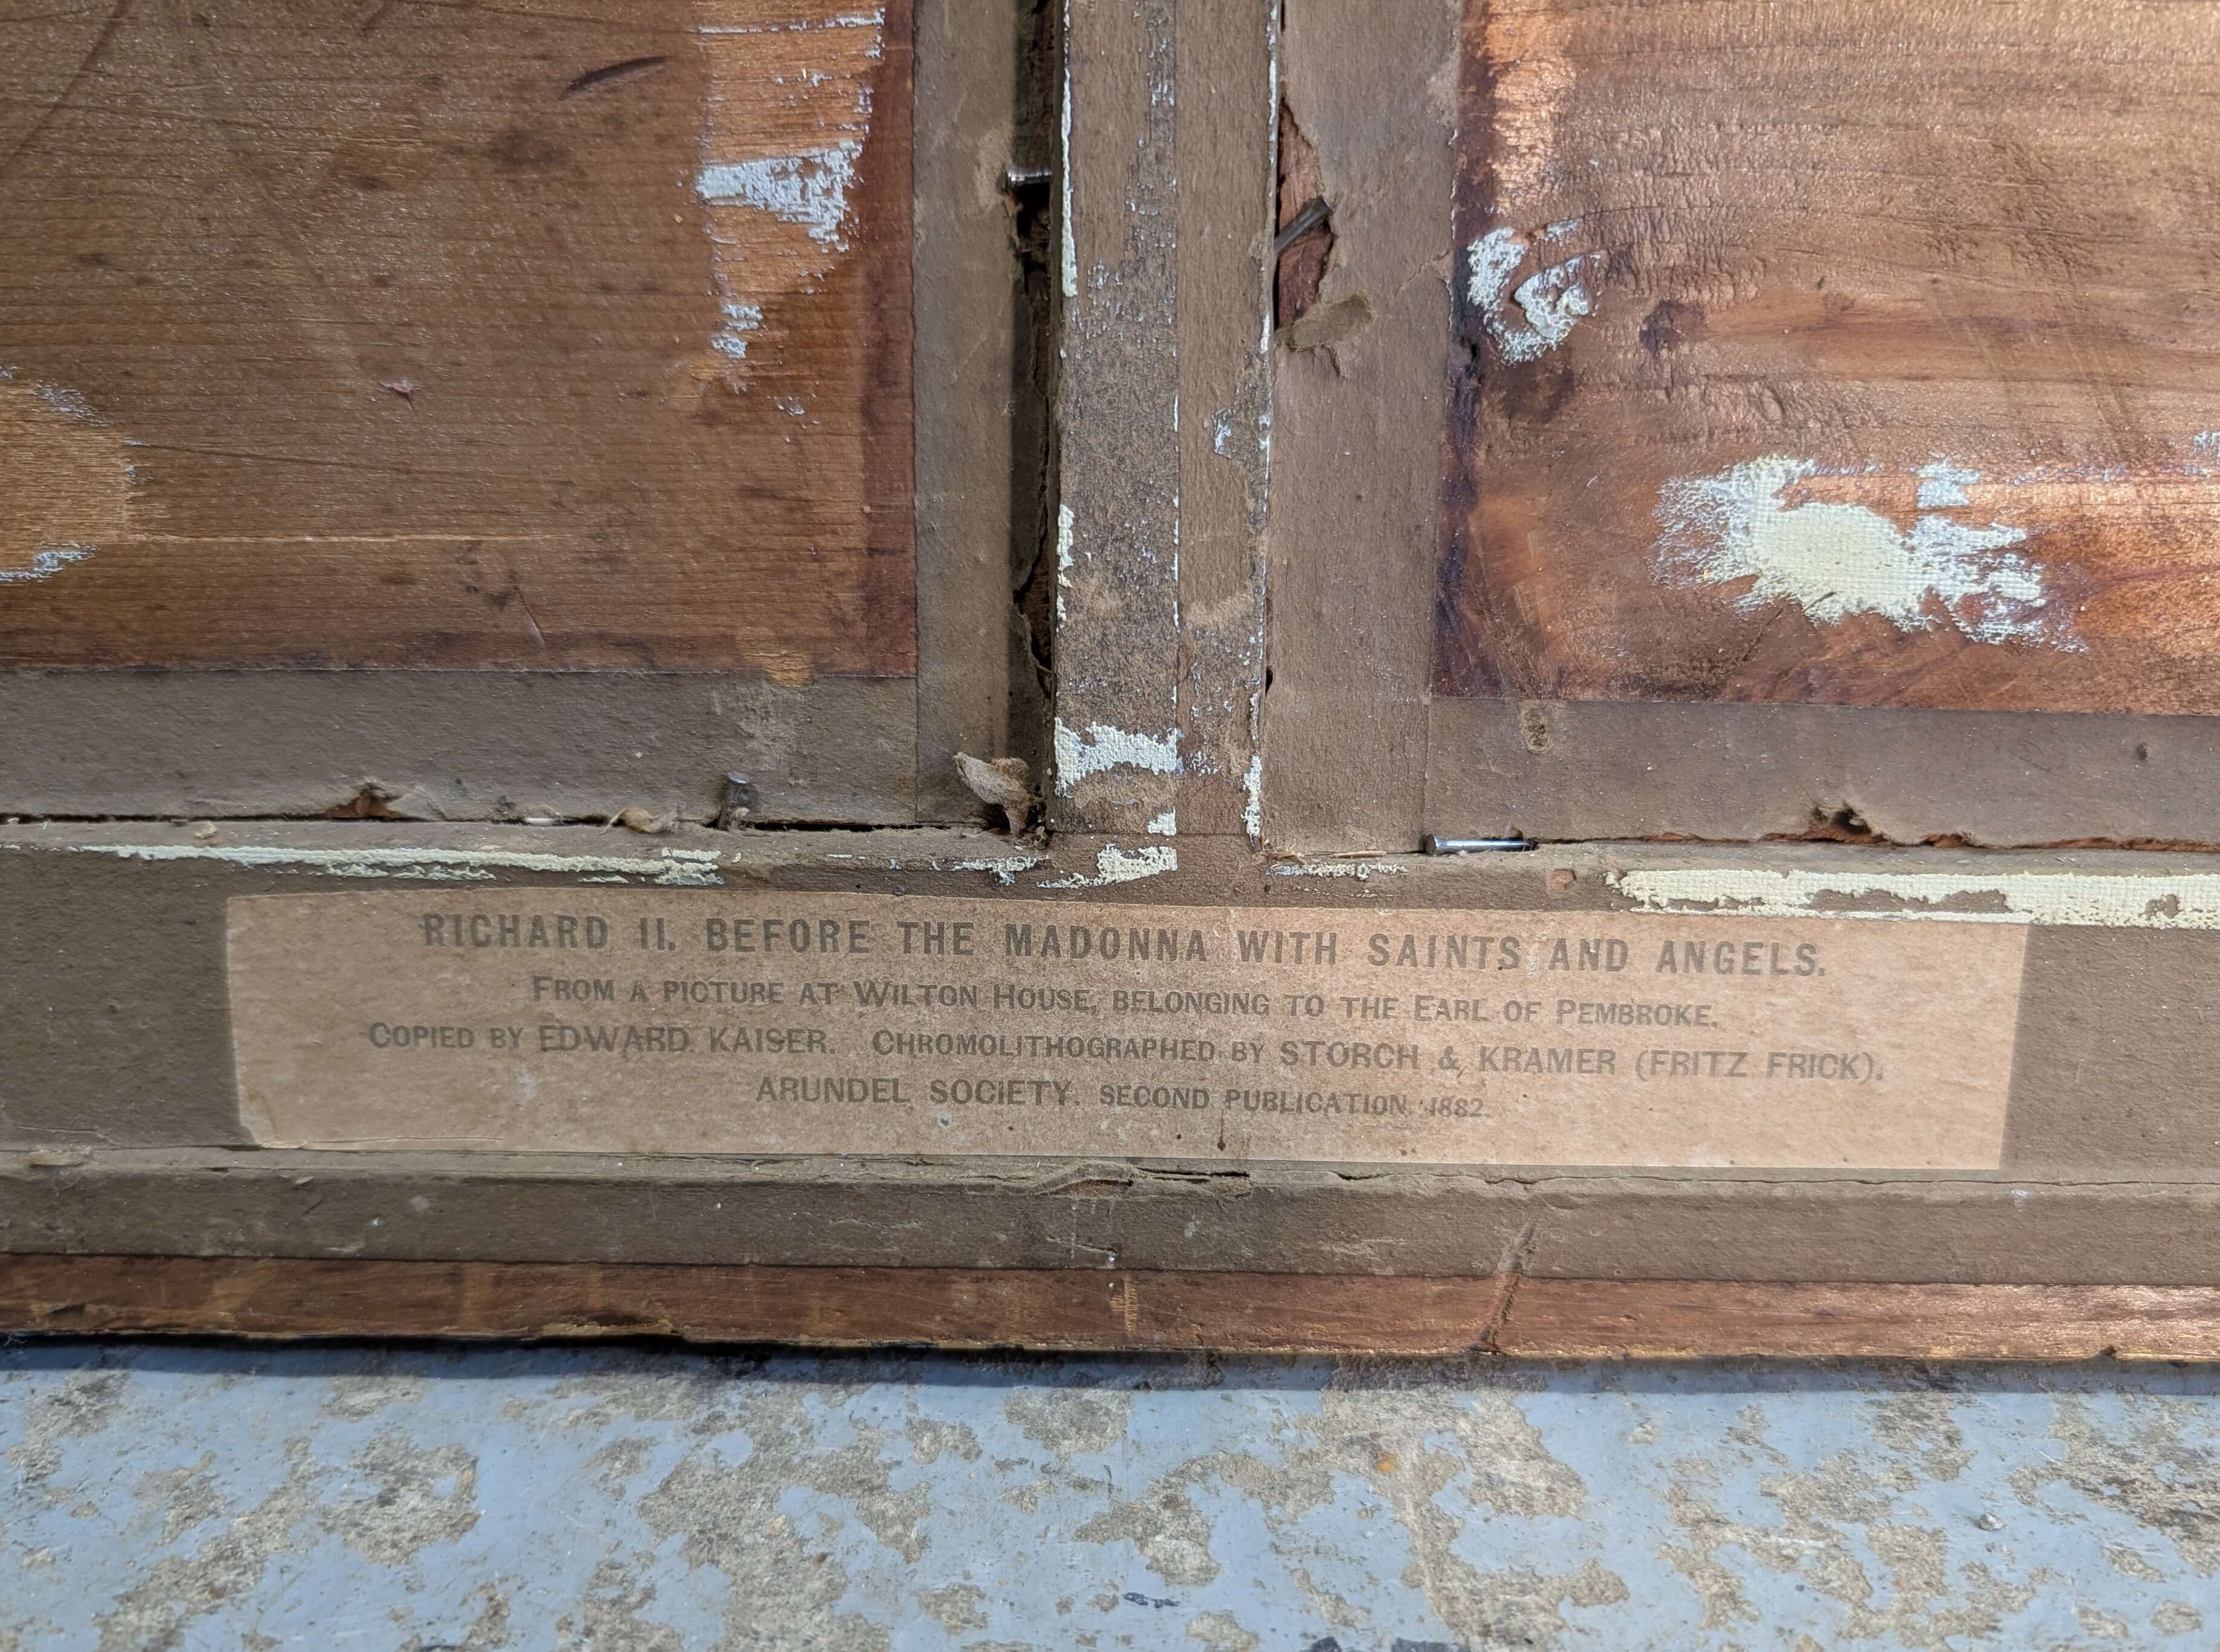 RICHARD II. BEFORE THE MADONNA WITH SAINTS AND ANGELS.
FROM A PICTURE AT WILTON HOUSE, BELONGING TO THE EARL OF PEMBROKE.
COPIED BY EDWARD KAISER. CHROMOLITHOGRAPHED BY STORCH & KRAMER (FRITZ FRICK).
ARUNDEL SOCIETY. SECOND PUBLICATION, 1882.